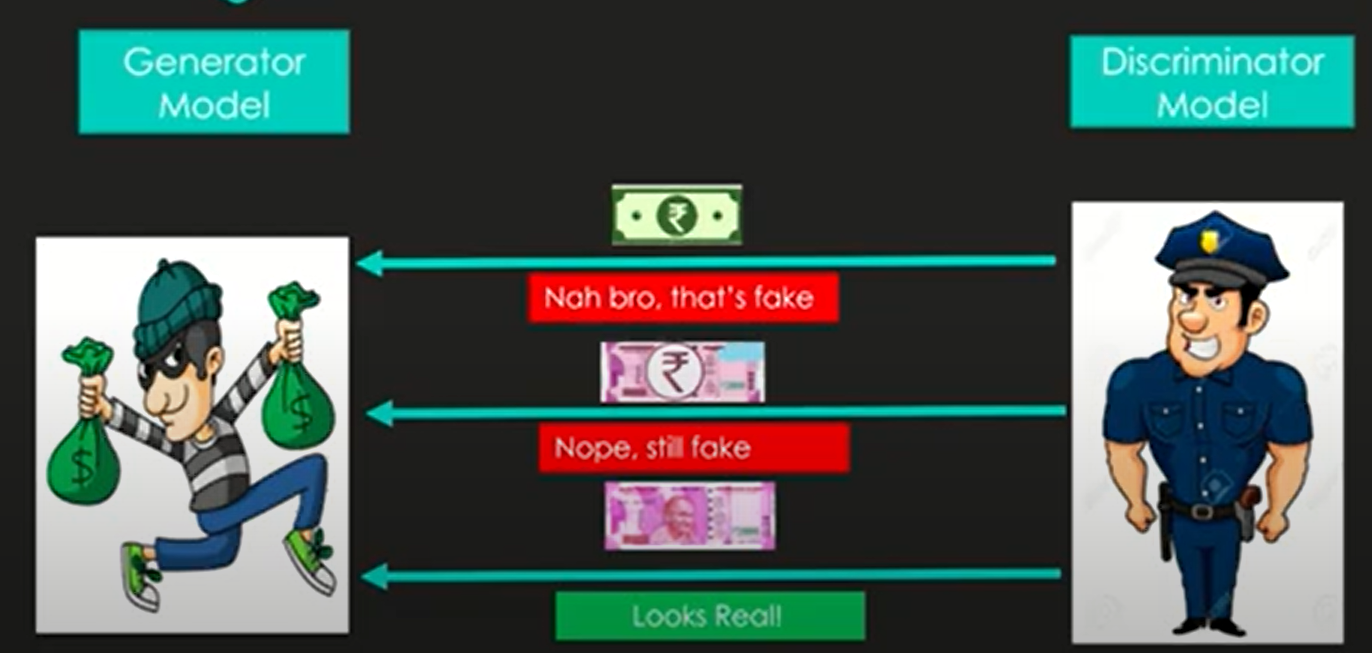 Generator
Model
Discriminator
Model
₹
Nah bro, that's fake
₹
Nope, still fake
Looks Real!
$
$